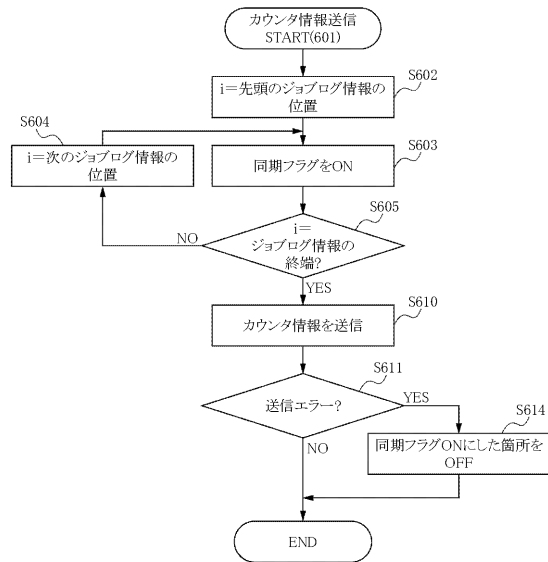 カウンタ情報送信
START(601)
S602
i=先頭のジョブログ情報の
位置
S604
i=次のジョブログ情報の
位置
S603
同期フラグをON
S605
i=
ジョブログ情報の
終端?
NO
YES
S610
カウンタ情報を送信
S611
送信エラー?
YES
NO
S614
同期フラグONにした箇所を
OFF
END